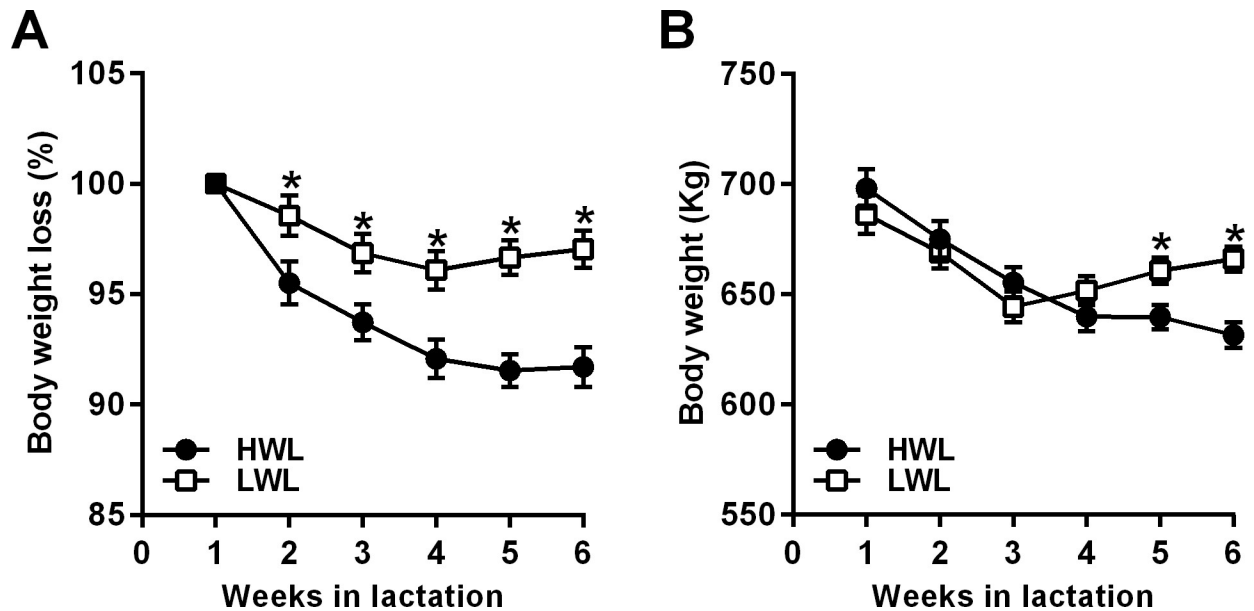 A
105
100
95
90
85
Body weight loss (%)
* * * * *
HWL
LWL
0 1 2 3 4 5 6
Weeks in lactation
B
750
700
650
600
550
Body weight (Kg)
* *
HWL
LWL
0 1 2 3 4 5 6
Weeks in lactation